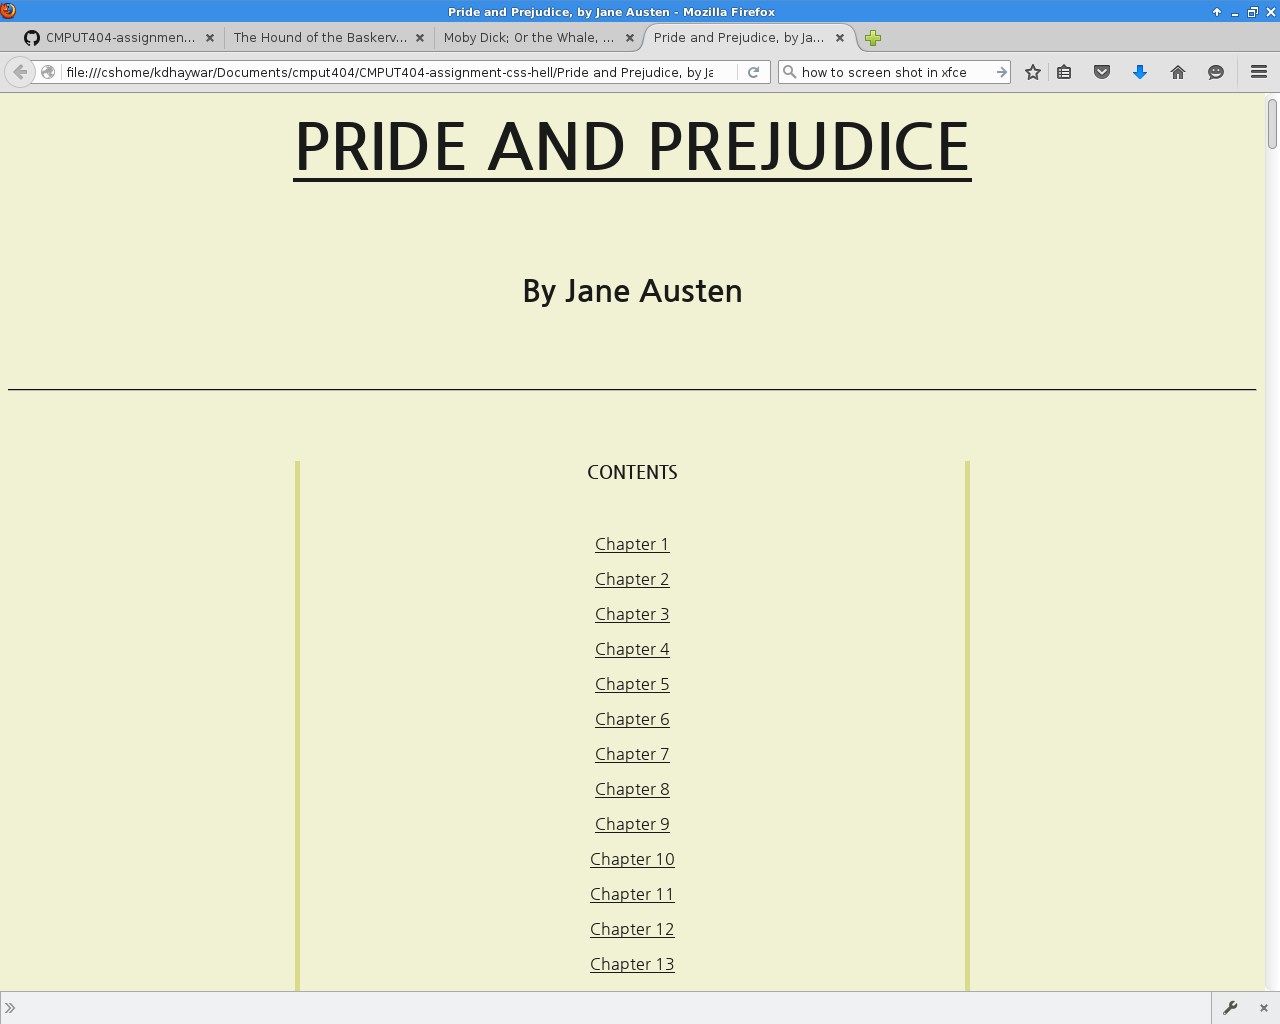 Pride and Prejudice, by Jane Austen - Mozilla Firefox
CMPUT404-assignmen...
The Hound of the Baskerv...
Moby Dick; Or the Whale, ...
Pride and Prejudice, by Ja...
file:///cshome/kdhaywar/Documents/cmput404/CMPUT404-assignment-css-hell/Pride and Prejudice, by Ja
how to screen shot in xfce
PRIDE AND PREJUDICE
By Jane Austen
CONTENTS
Chapter 1
Chapter 2
Chapter 3
Chapter 4
Chapter 5
Chapter 6
Chapter 7
Chapter 8
Chapter 9
Chapter 10
Chapter 11
Chapter 12
Chapter 13